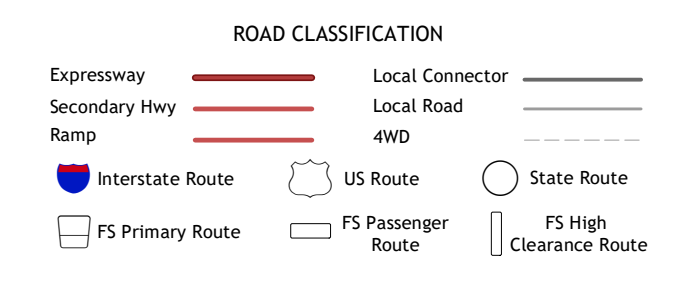 ROAD CLASSIFICATION
Expressway
Local Connector
Secondary Hwy
Local Road
Ramp
4WD
Interstate Route
US Route
State Route
FS Primary Route
FS Passenger
Route
FS High
Clearance Route